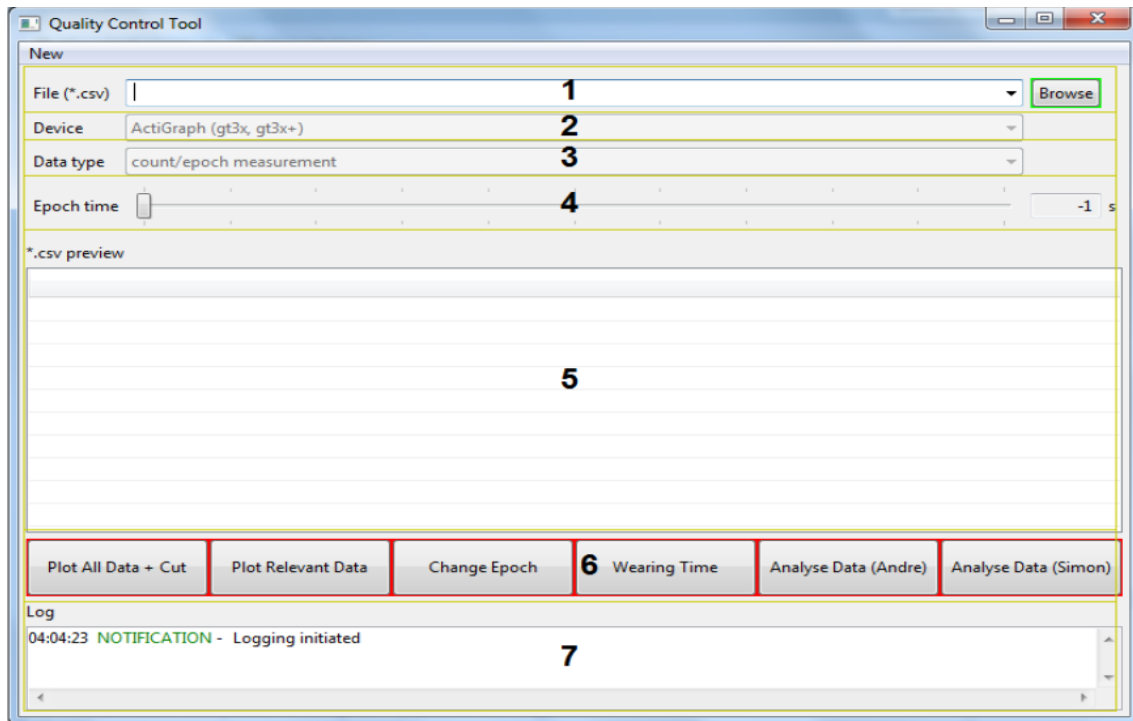 Quality Control Tool
New
File (*.csv) 1 Browse
Device ActiGraph (gt3x, gt3x+) 2
Data type count/epoch measurement 3
Epoch time 4 -1 s
*.csv preview
5
Plot All Data + Cut Plot Relevant Data Change Epoch 6 Wearing Time Analyse Data (Andre) Analyse Data (Simon)
Log
04:04:23 NOTIFICATION - Logging initiated
7